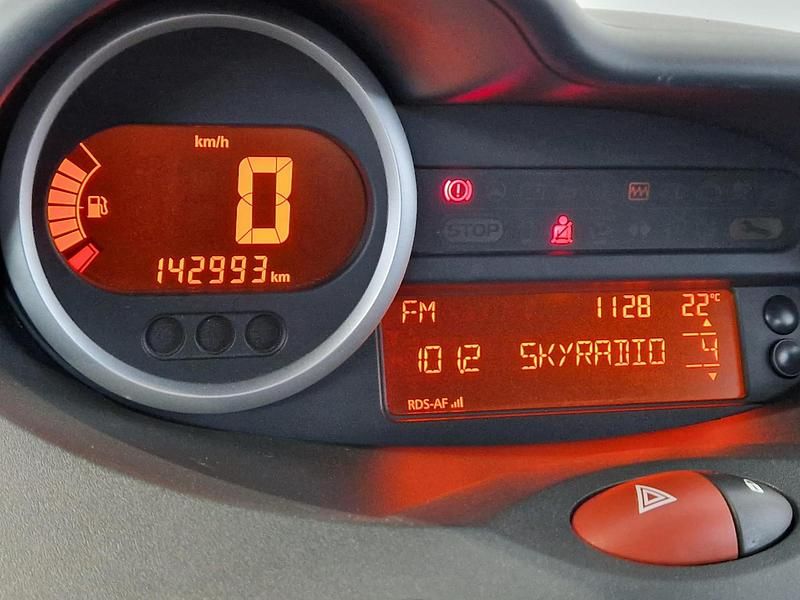 km/h
0
142993 km
STOP
FM 1128 22°C
101.2 SKYRADIO 4
RDS-AF